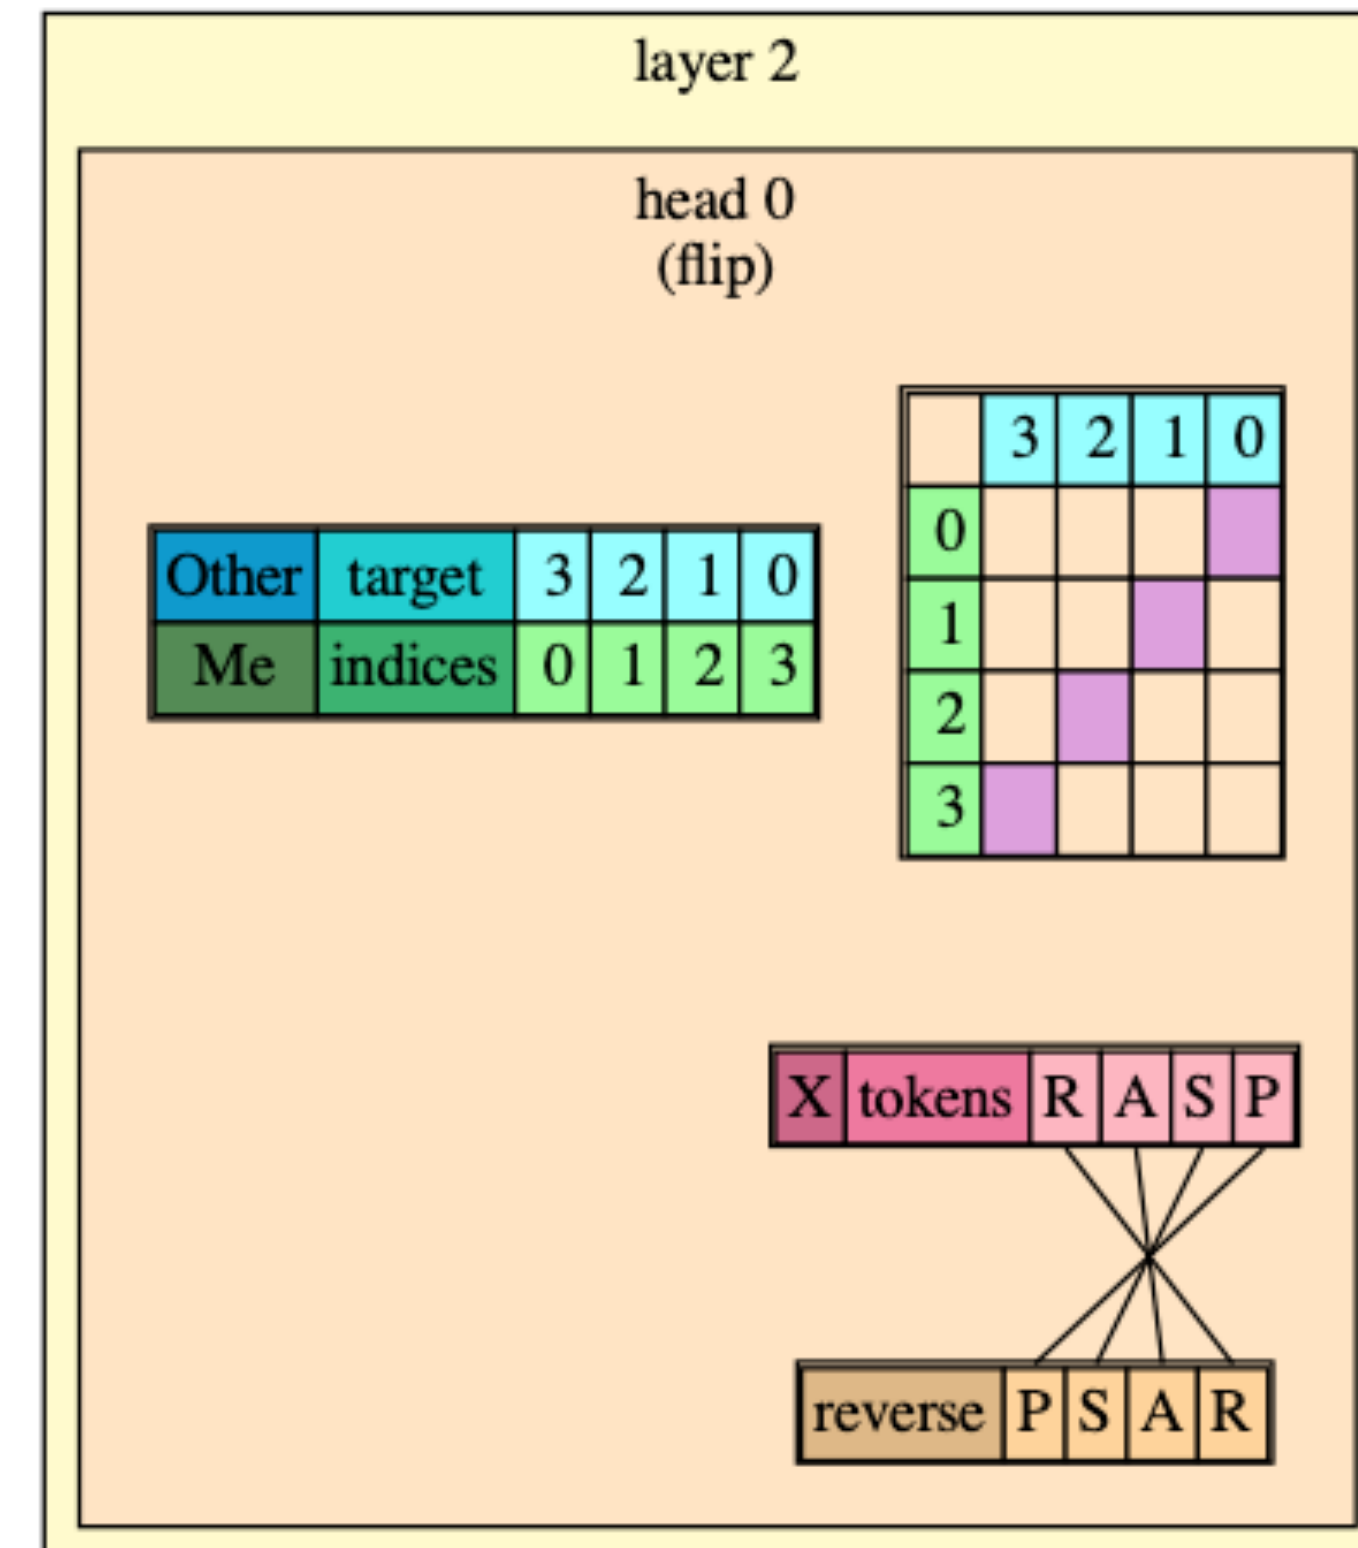 layer 2
head 0
(flip)
3 2 1 0
0
Other target 3 2 1 0
1
Me indices 0 1 2 3
2
3
X tokens R A S P
reverse P S A R